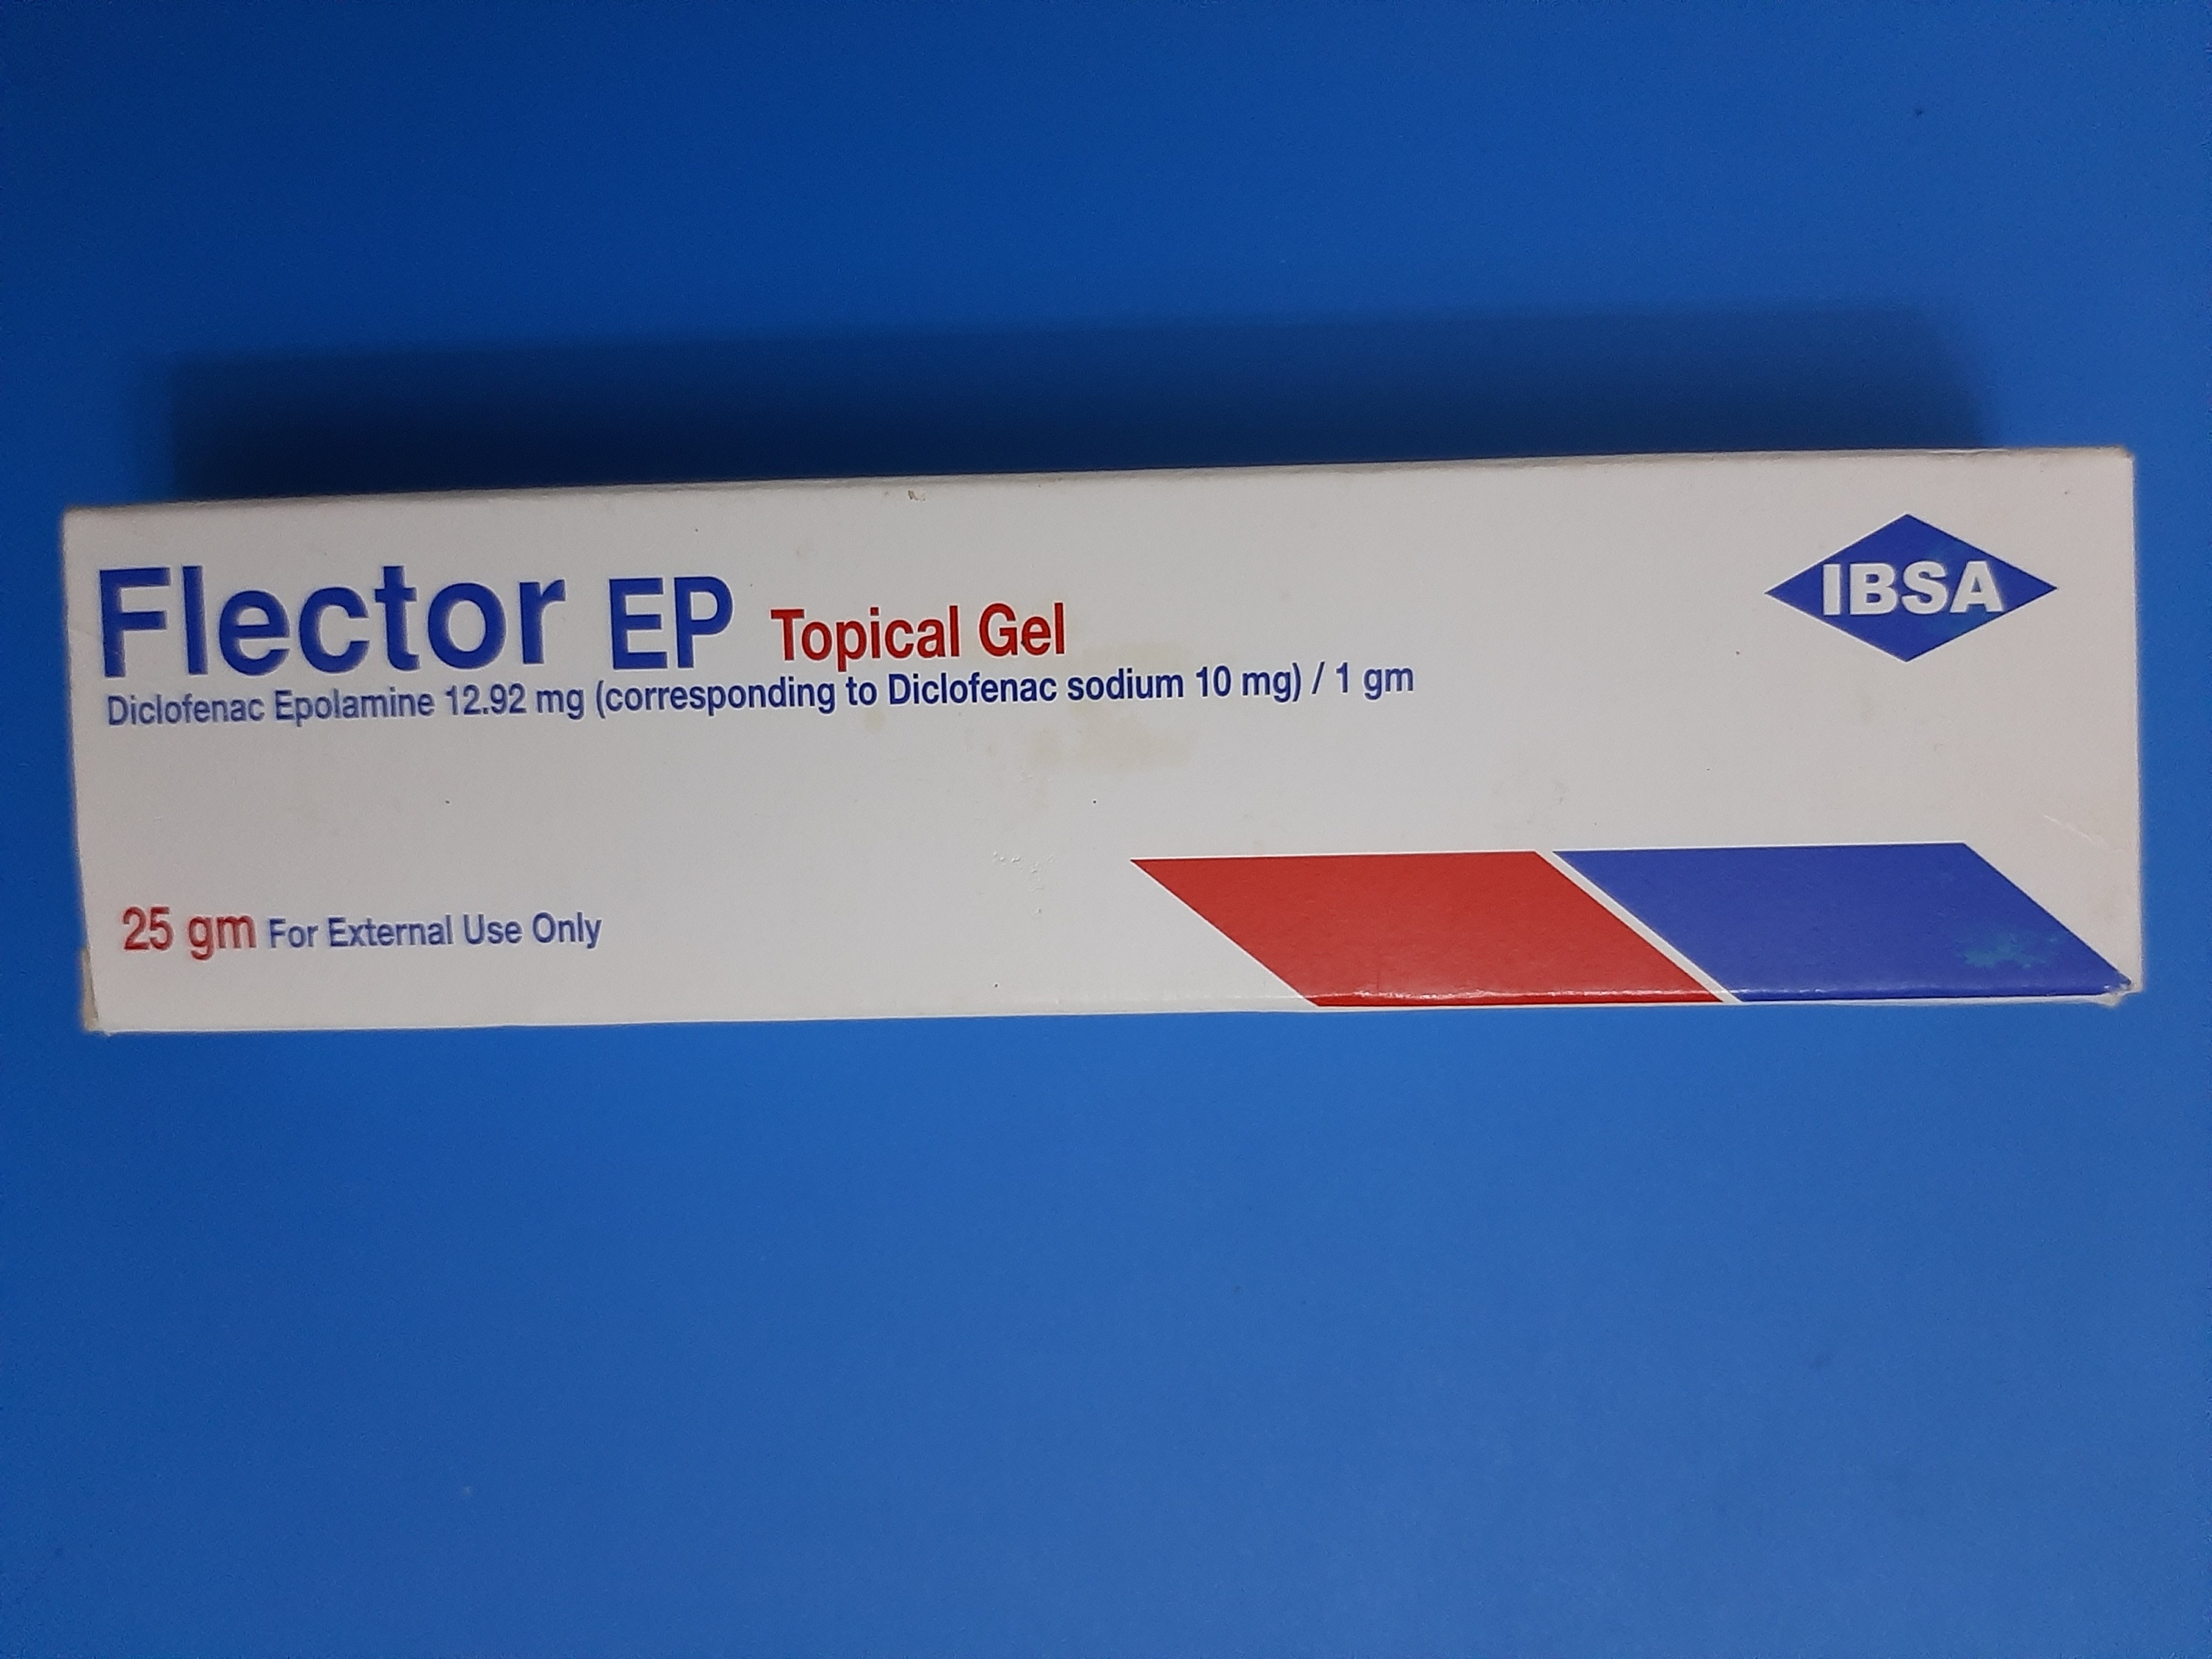 Flector EP Topical Gel
Diclofenac Epolamine 12.92 mg (corresponding to Diclofenac sodium 10 mg) / 1 gm
IBSA
25 gm For External Use Only